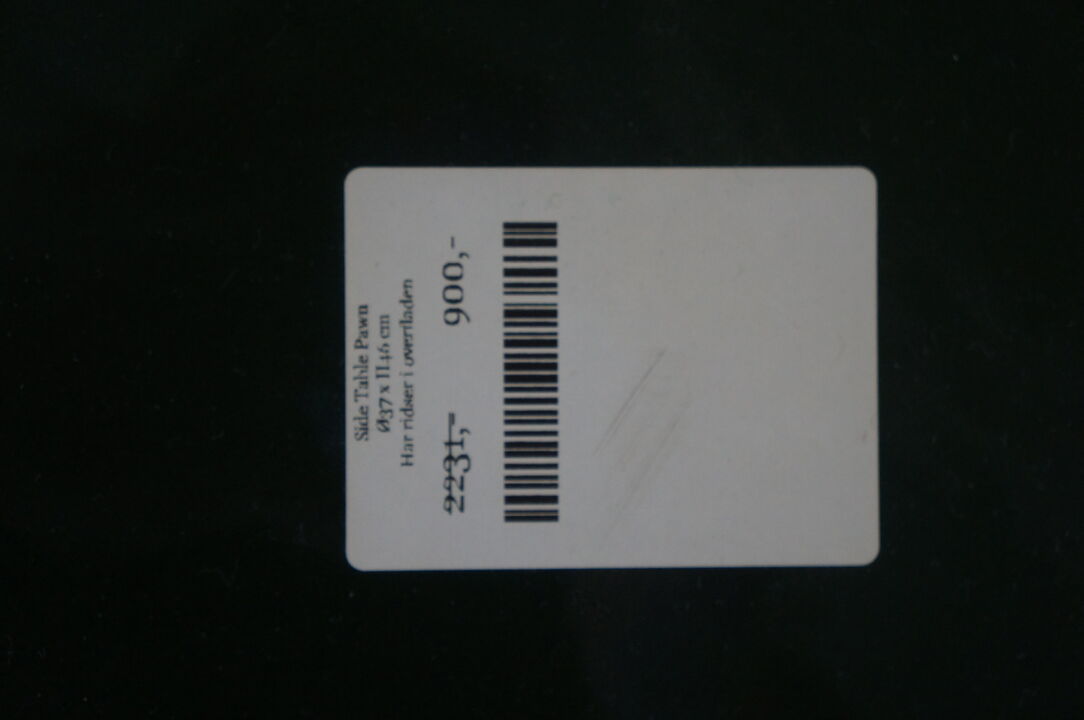 Side Table Pawn
Ø37 x H46 cm
Har ridser i overfladen
2231,- 900,-